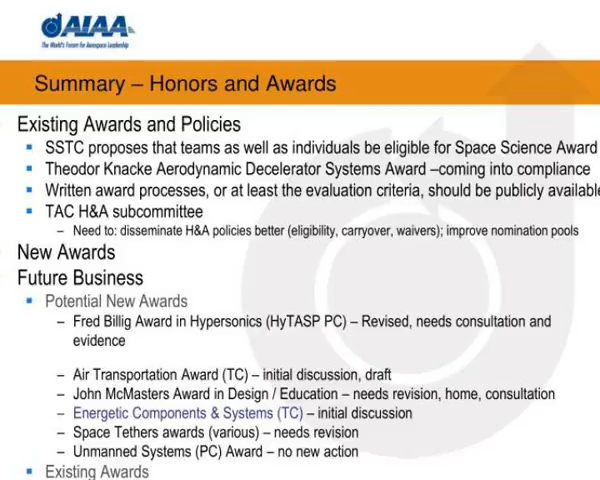 AIAA
The World's Forum for Aerospace Leadership
Summary – Honors and Awards
Existing Awards and Policies
SSTC proposes that teams as well as individuals be eligible for Space Science Award
Theodor Knacke Aerodynamic Decelerator Systems Award –coming into compliance
Written award processes, or at least the evaluation criteria, should be publicly available
TAC H&A subcommittee
– Need to: disseminate H&A policies better (eligibility, carryover, waivers); improve nomination pools
New Awards
Future Business
Potential New Awards
– Fred Billig Award in Hypersonics (HyTASP PC) – Revised, needs consultation and
evidence
– Air Transportation Award (TC) – initial discussion, draft
– John McMasters Award in Design / Education – needs revision, home, consultation
– Energetic Components & Systems (TC) – initial discussion
– Space Tethers awards (various) – needs revision
– Unmanned Systems (PC) Award – no new action
Existing Awards